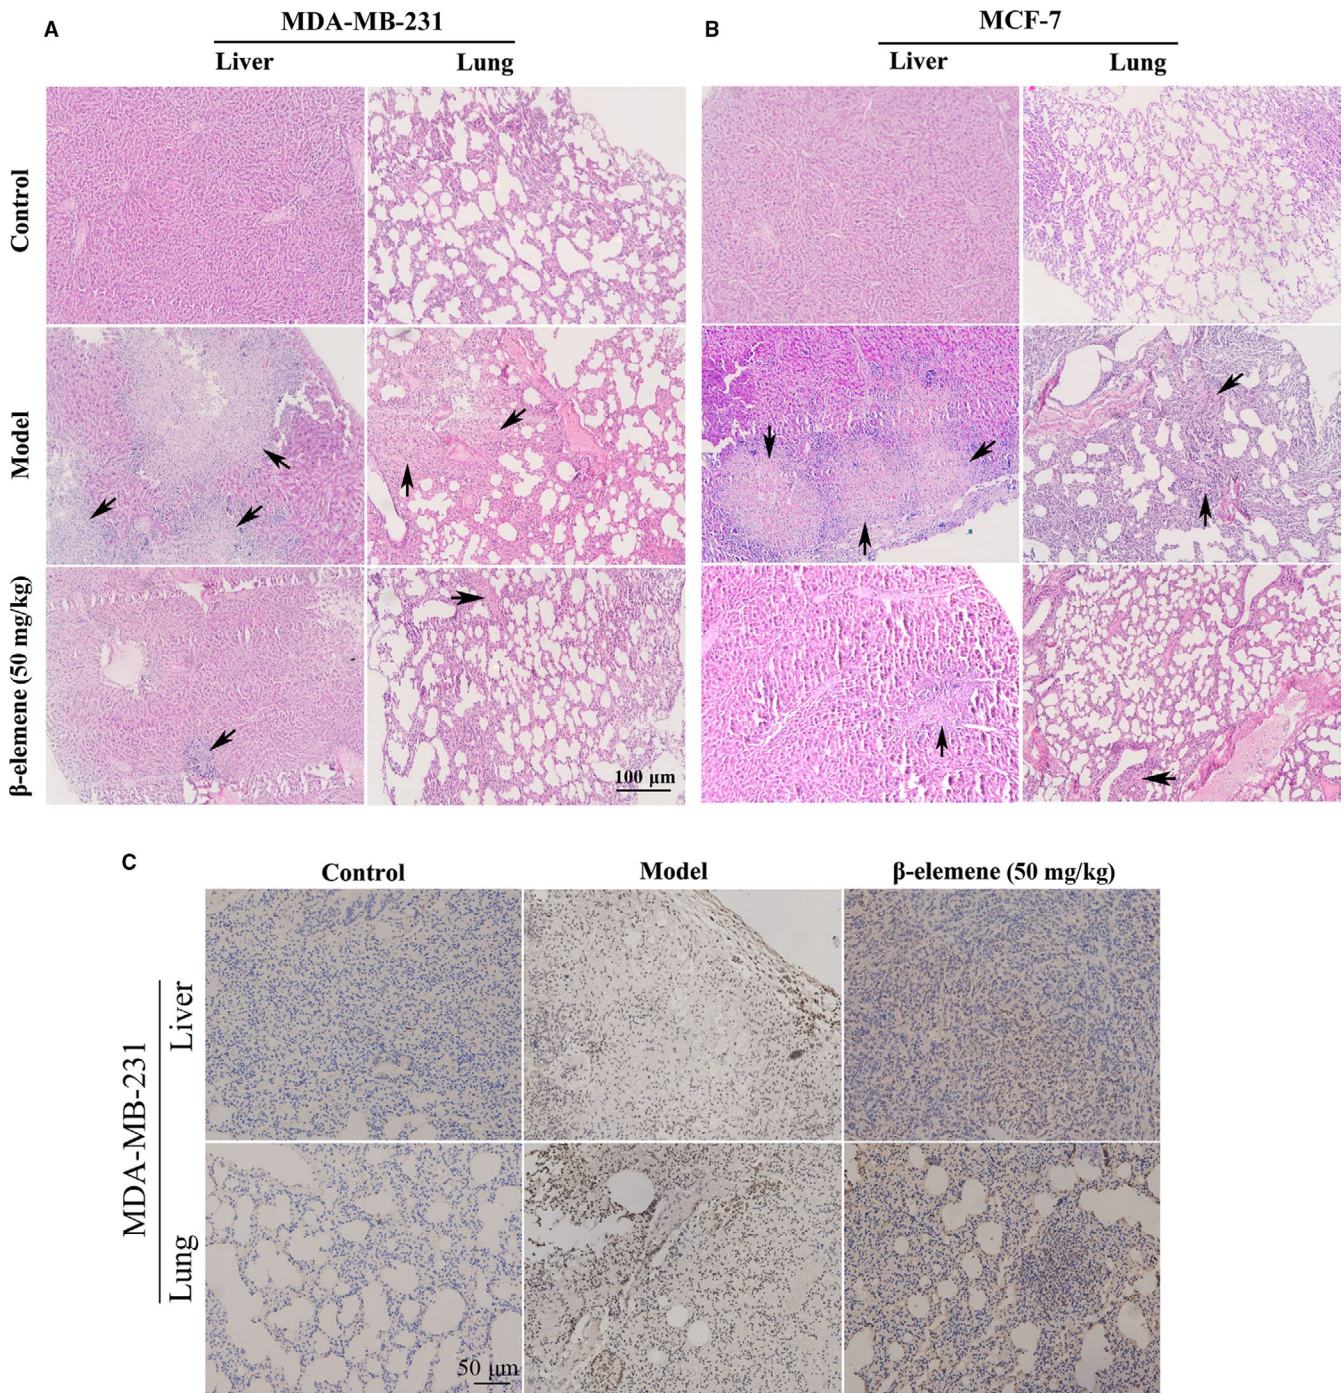 A
MDA-MB-231
Liver
Lung
B
MCF-7
Liver
Lung
Control
Model
β-elemene (50 mg/kg)
100 μm
C
Control
Model
β-elemene (50 mg/kg)
MDA-MB-231
Liver
Lung
50 μm